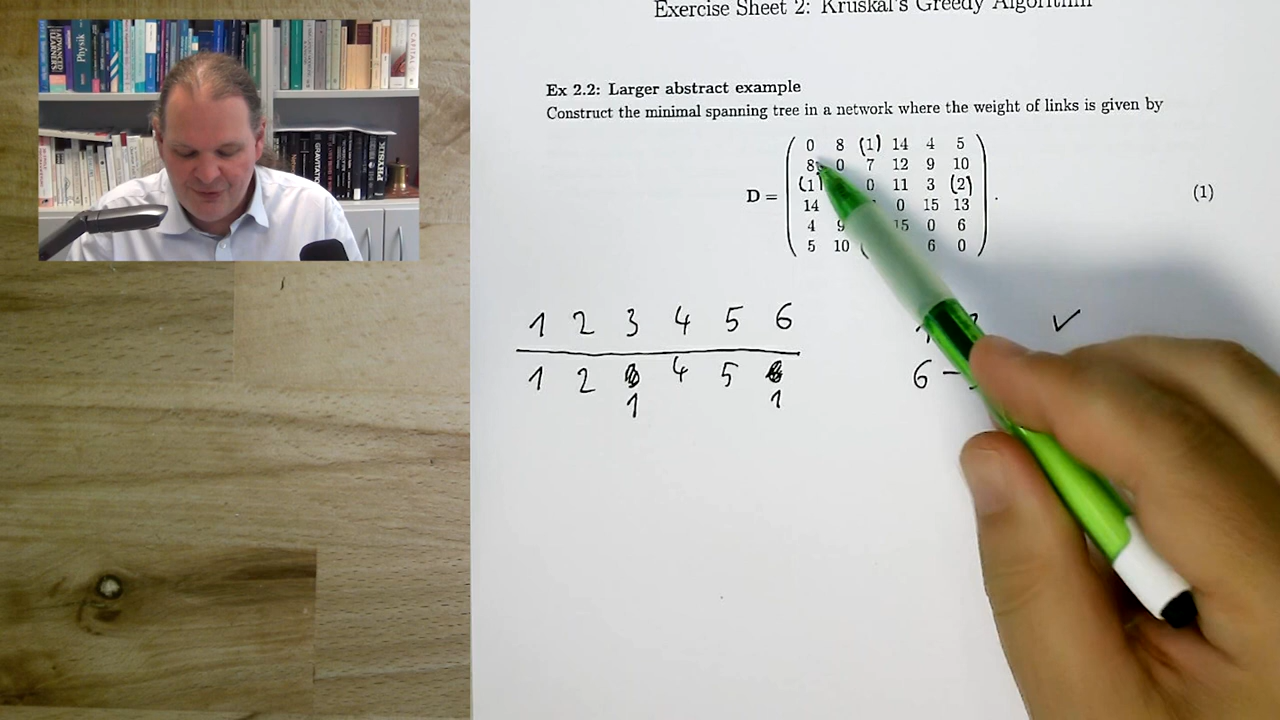 Exercise Sheet 2: Kruskal's Greedy Algorithm
Ex 2.2: Larger abstract example
Construct the minimal spanning tree in a network where the weight of links is given by
0 8 (1) 14 4 5
8 0 7 12 9 10
(1) 0 11 3 (2)
D =
. (1)
14 0 15 13
4 9 15 0 6
5 10 ( 6 0
1 2 3 4 5 6
✓
1 2 4 5
6 –
1 1
Physik
CAPITAL
GRAVITATION